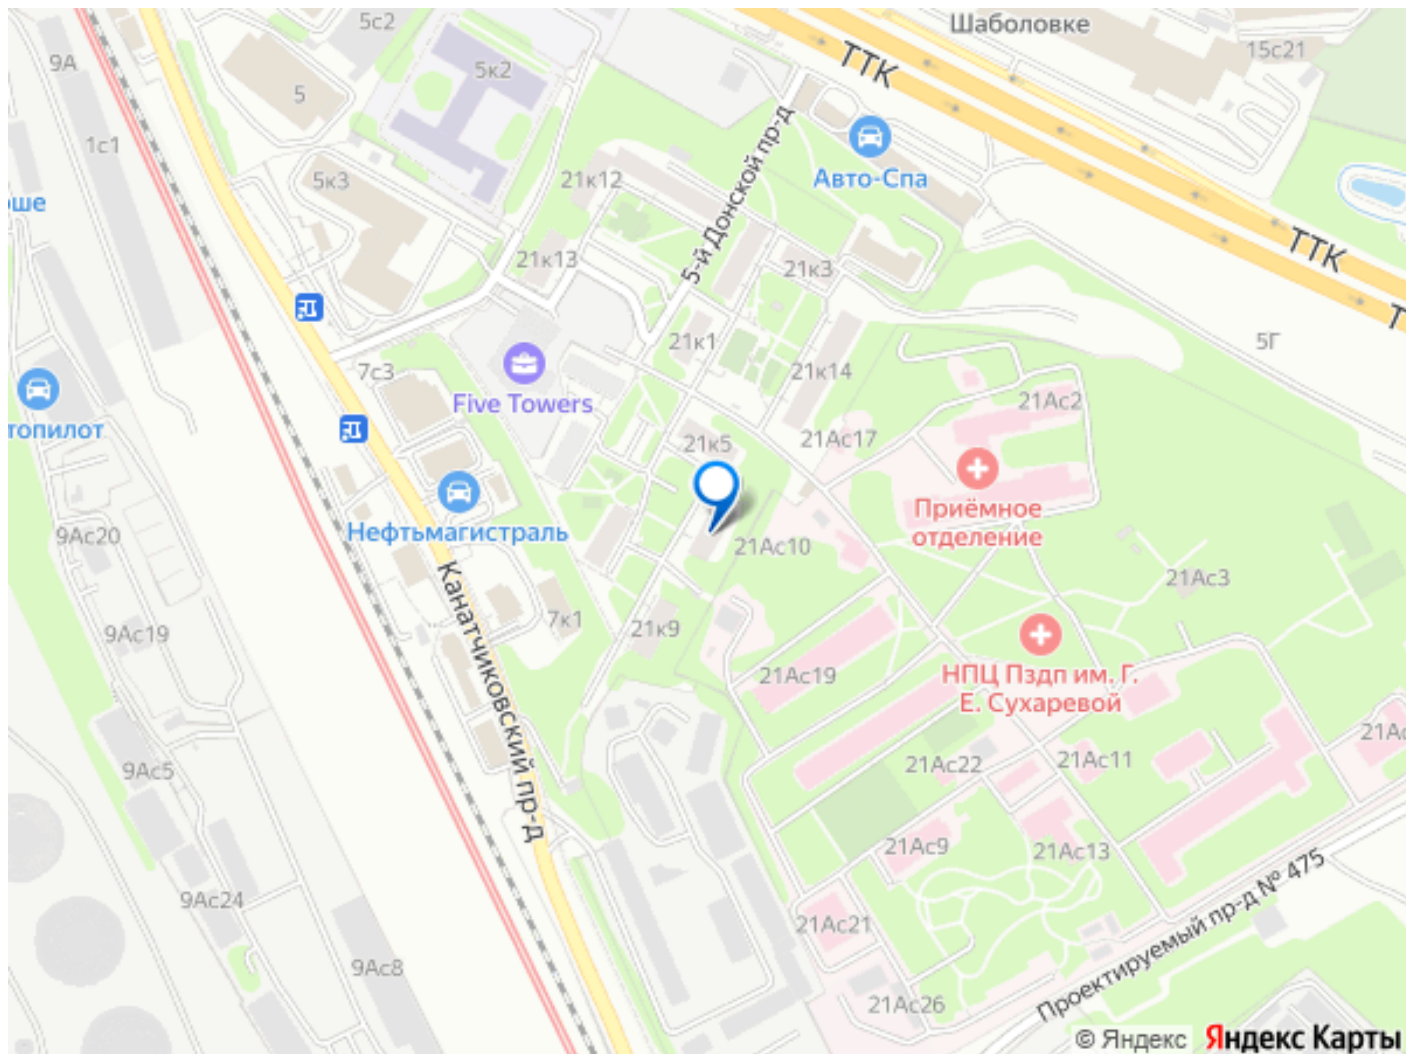 5с2
Шаболовке
9А
5к2
ТТК
15с21
5
1с1
5-й Донской пр-д
5к3
21к12
Авто-Спа
оше
ТТК
21к13
21к3
Т
21к1
5Г
7с3
21к14
Five Towers
21Ас2
топилот
21к5
21Ас17
Приёмное
отделение
Нефтьмагистраль
9Ас20
21Ас10
21Ас3
Канатчиковский пр-д
9Ас19
7к1
21к9
21Ас19
НПЦ Пздп им. Г.
Е. Сухаревой
21Ас
9Ас5
21Ас22
21Ас11
21Ас9
21Ас13
Проектируемый пр-д № 475
9Ас24
21Ас21
9Ас8
21Ас26
© Яндекс Яндекс Карты